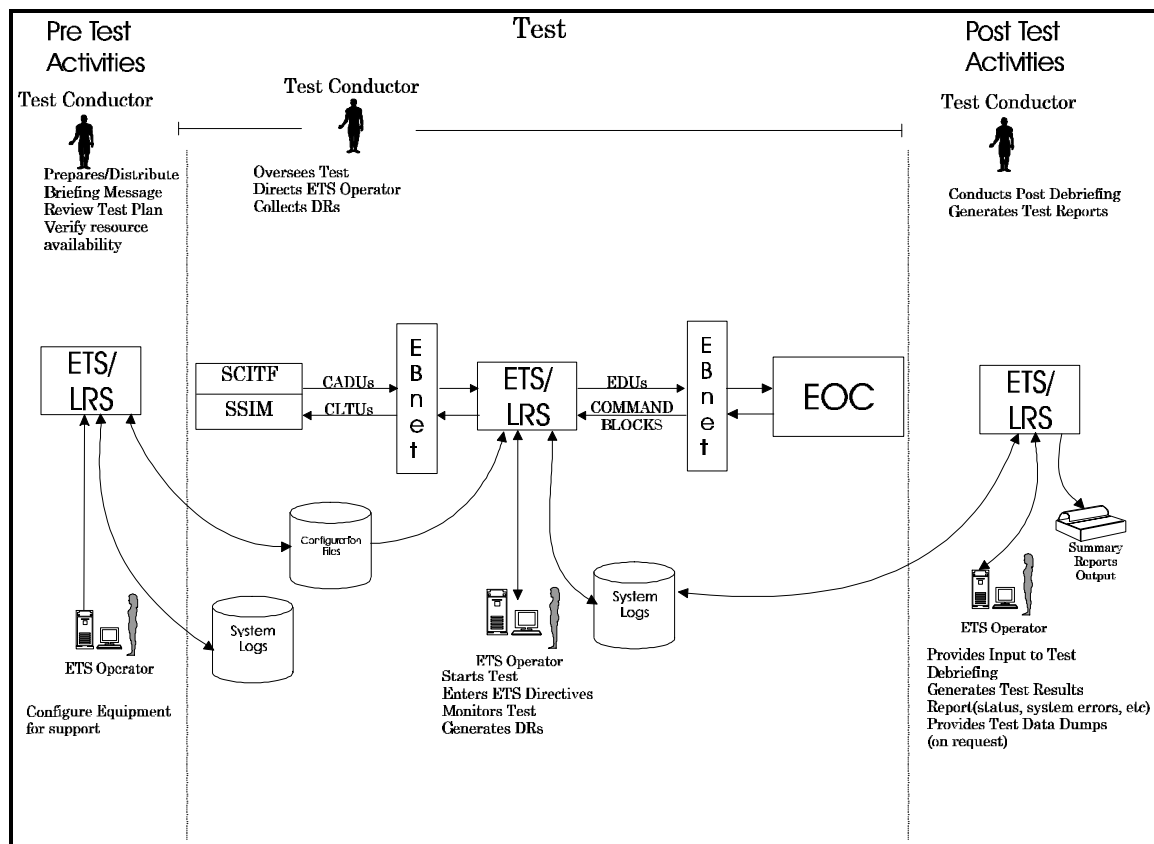 Pre Test
Activities
Test
Post Test
Activities
Test Conductor
Prepares/Distribute
Briefing Message
Review Test Plan
Verify resource
availability
Test Conductor
Oversees Test
Directs ETS Operator
Collects DRs
Test Conductor
Conducts Post Debriefing
Generates Test Reports
ETS/
LRS
SCITF
SSIM
CADUs
CLTUs
E
B
n
e
t
ETS/
LRS
EDUs
COMMAND
BLOCKS
E
B
n
e
t
EOC
ETS/
LRS
Configuration
Files
System
Logs
System
Logs
Summary
Reports
Output
ETS Operator
Configure Equipment
for support
ETS Operator
Starts Test
Enters ETS Directives
Monitors Test
Generates DRs
ETS Operator
Provides Input to Test
Debriefing
Generates Test Results
Report(status, system errors, etc)
Provides Test Data Dumps
(on request)